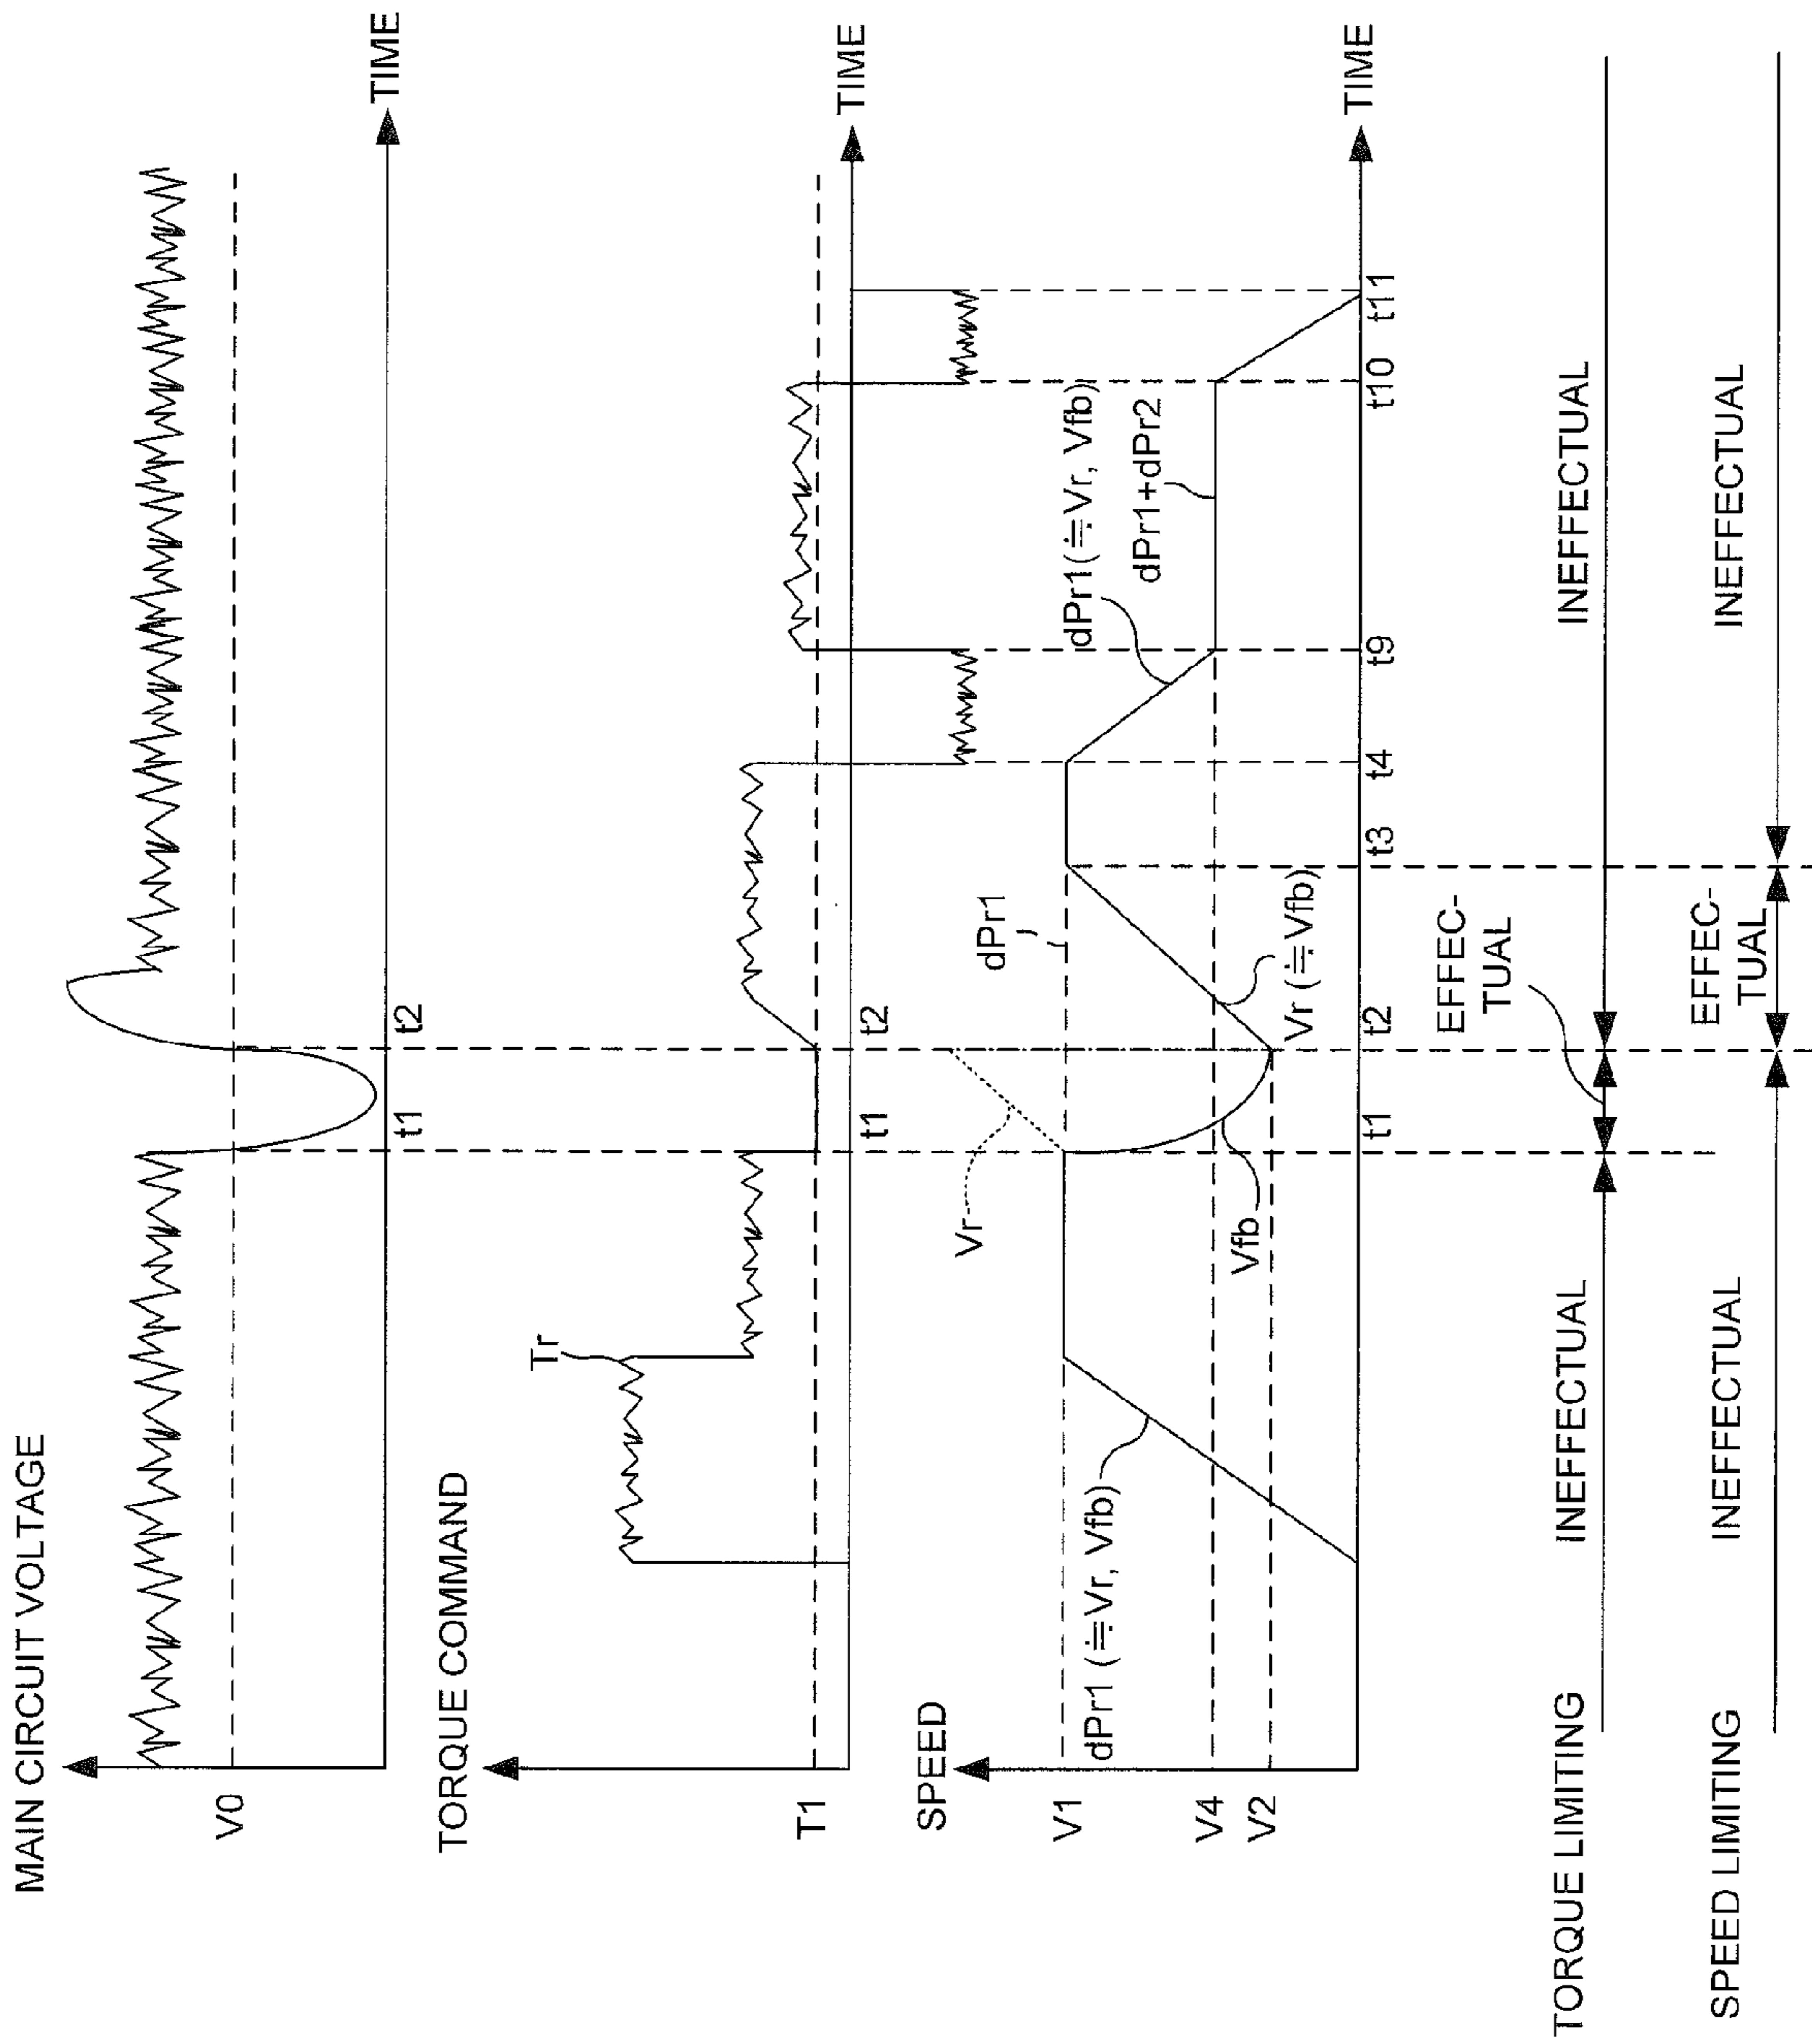 MAIN CIRCUIT VOLTAGE
V0
t1
t2
TIME
TORQUE COMMAND
Tr
T1
t1
t2
TIME
SPEED
V1
V4
V2
dPr1 (≒Vr, Vfb)
Vr
Vfb
dPr1
Vr (≒Vfb)
dPr1(≒Vr, Vfb)
dPr1+dPr2
t1
t2
t3
t4
t9
t10
t11
TIME
TORQUE LIMITING
INEFFECTUAL
EFFEC-
TUAL
INEFFECTUAL
SPEED LIMITING
INEFFECTUAL
EFFEC-
TUAL
INEFFECTUAL